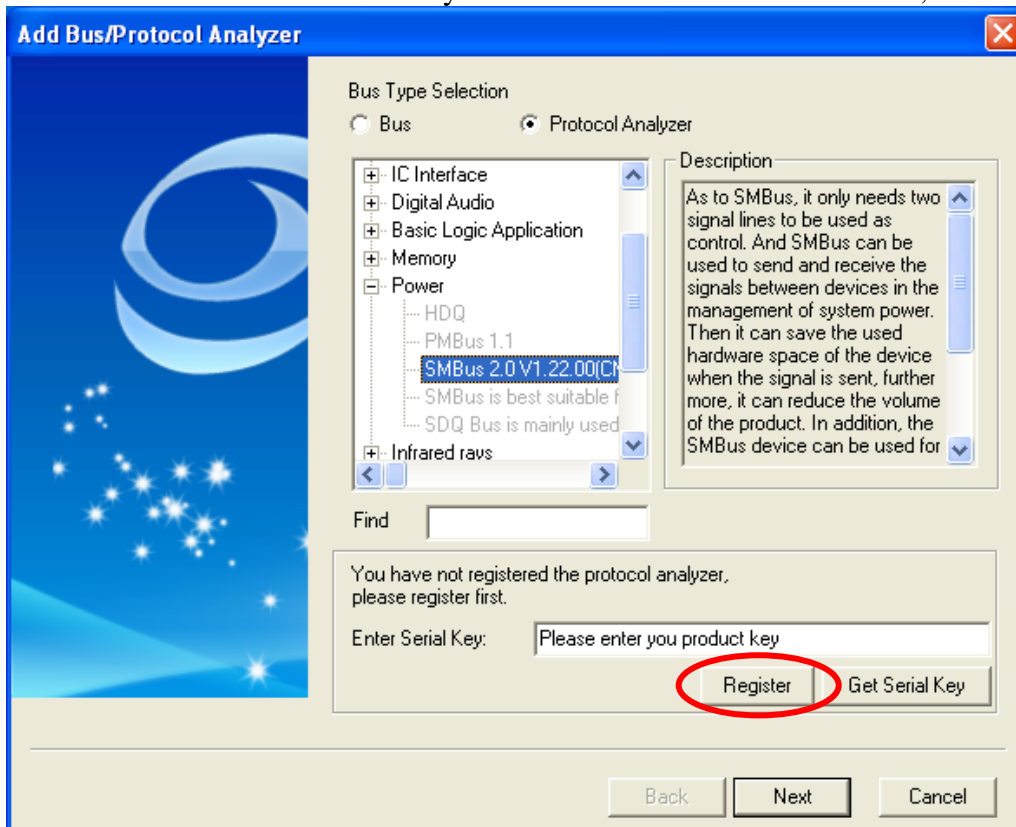 Add Bus/Protocol Analyzer
Bus Type Selection
Bus
Protocol Analyzer
IC Interface
Digital Audio
Basic Logic Application
Memory
Power
HDQ
PMBus 1.1
SMBus 2.0 V1.22.00(CN
SMBus is best suitable f
SDQ Bus is mainly used
Infrared rays
Description
As to SMBus, it only needs two
signal lines to be used as
control. And SMBus can be
used to send and receive the
signals between devices in the
management of system power.
Then it can save the used
hardware space of the device
when the signal is sent, further
more, it can reduce the volume
of the product. In addition, the
SMBus device can be used for
Find
You have not registered the protocol analyzer,
please register first.
Enter Serial Key:
Please enter you product key
Register
Get Serial Key
Back
Next
Cancel